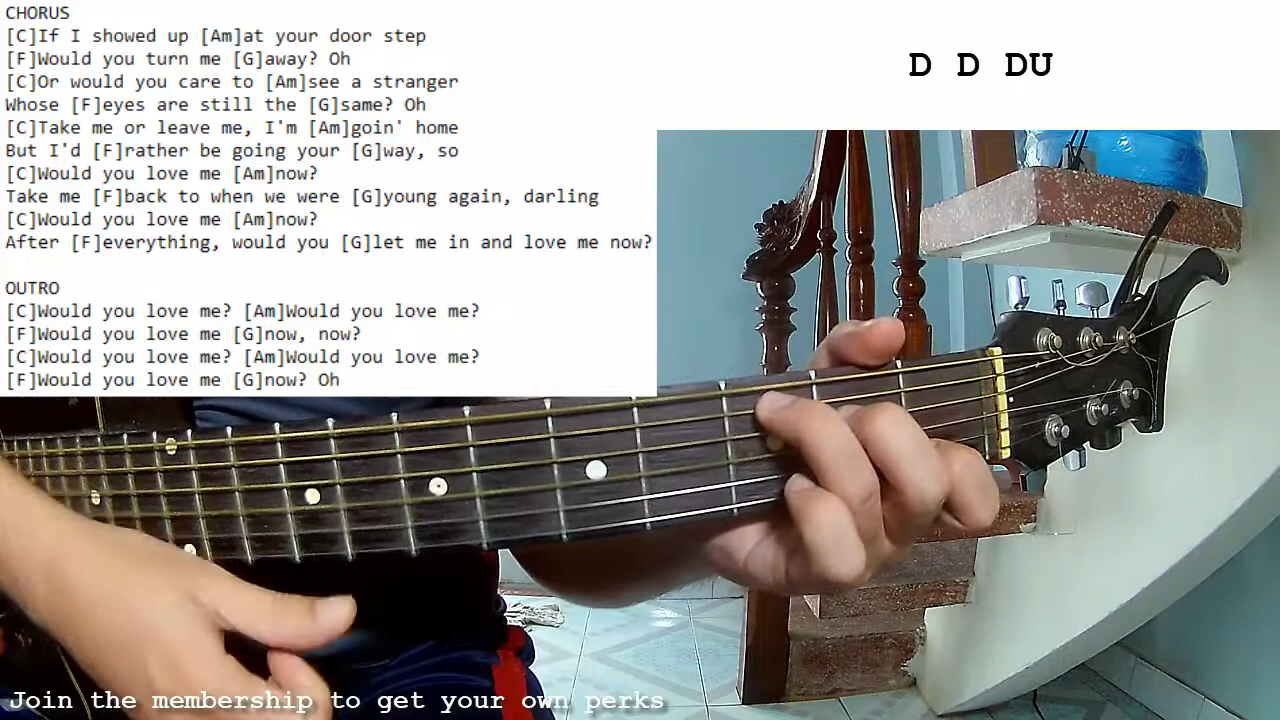 CHORUS
[C]If I showed up [Am]at your door step
[F]Would you turn me [G]away? Oh
[C]Or would you care to [Am]see a stranger
Whose [F]eyes are still the [G]same? Oh
[C]Take me or leave me, I'm [Am]goin' home
But I'd [F]rather be going your [G]way, so
[C]Would you love me [Am]now?
Take me [F]back to when we were [G]young again, darling
[C]Would you love me [Am]now?
After [F]everything, would you [G]let me in and love me now?
OUTRO
[C]Would you love me? [Am]Would you love me?
[F]Would you love me [G]now, now?
[C]Would you love me? [Am]Would you love me?
[F]Would you love me [G]now? Oh
D D DU
Join the membership to get your own perks